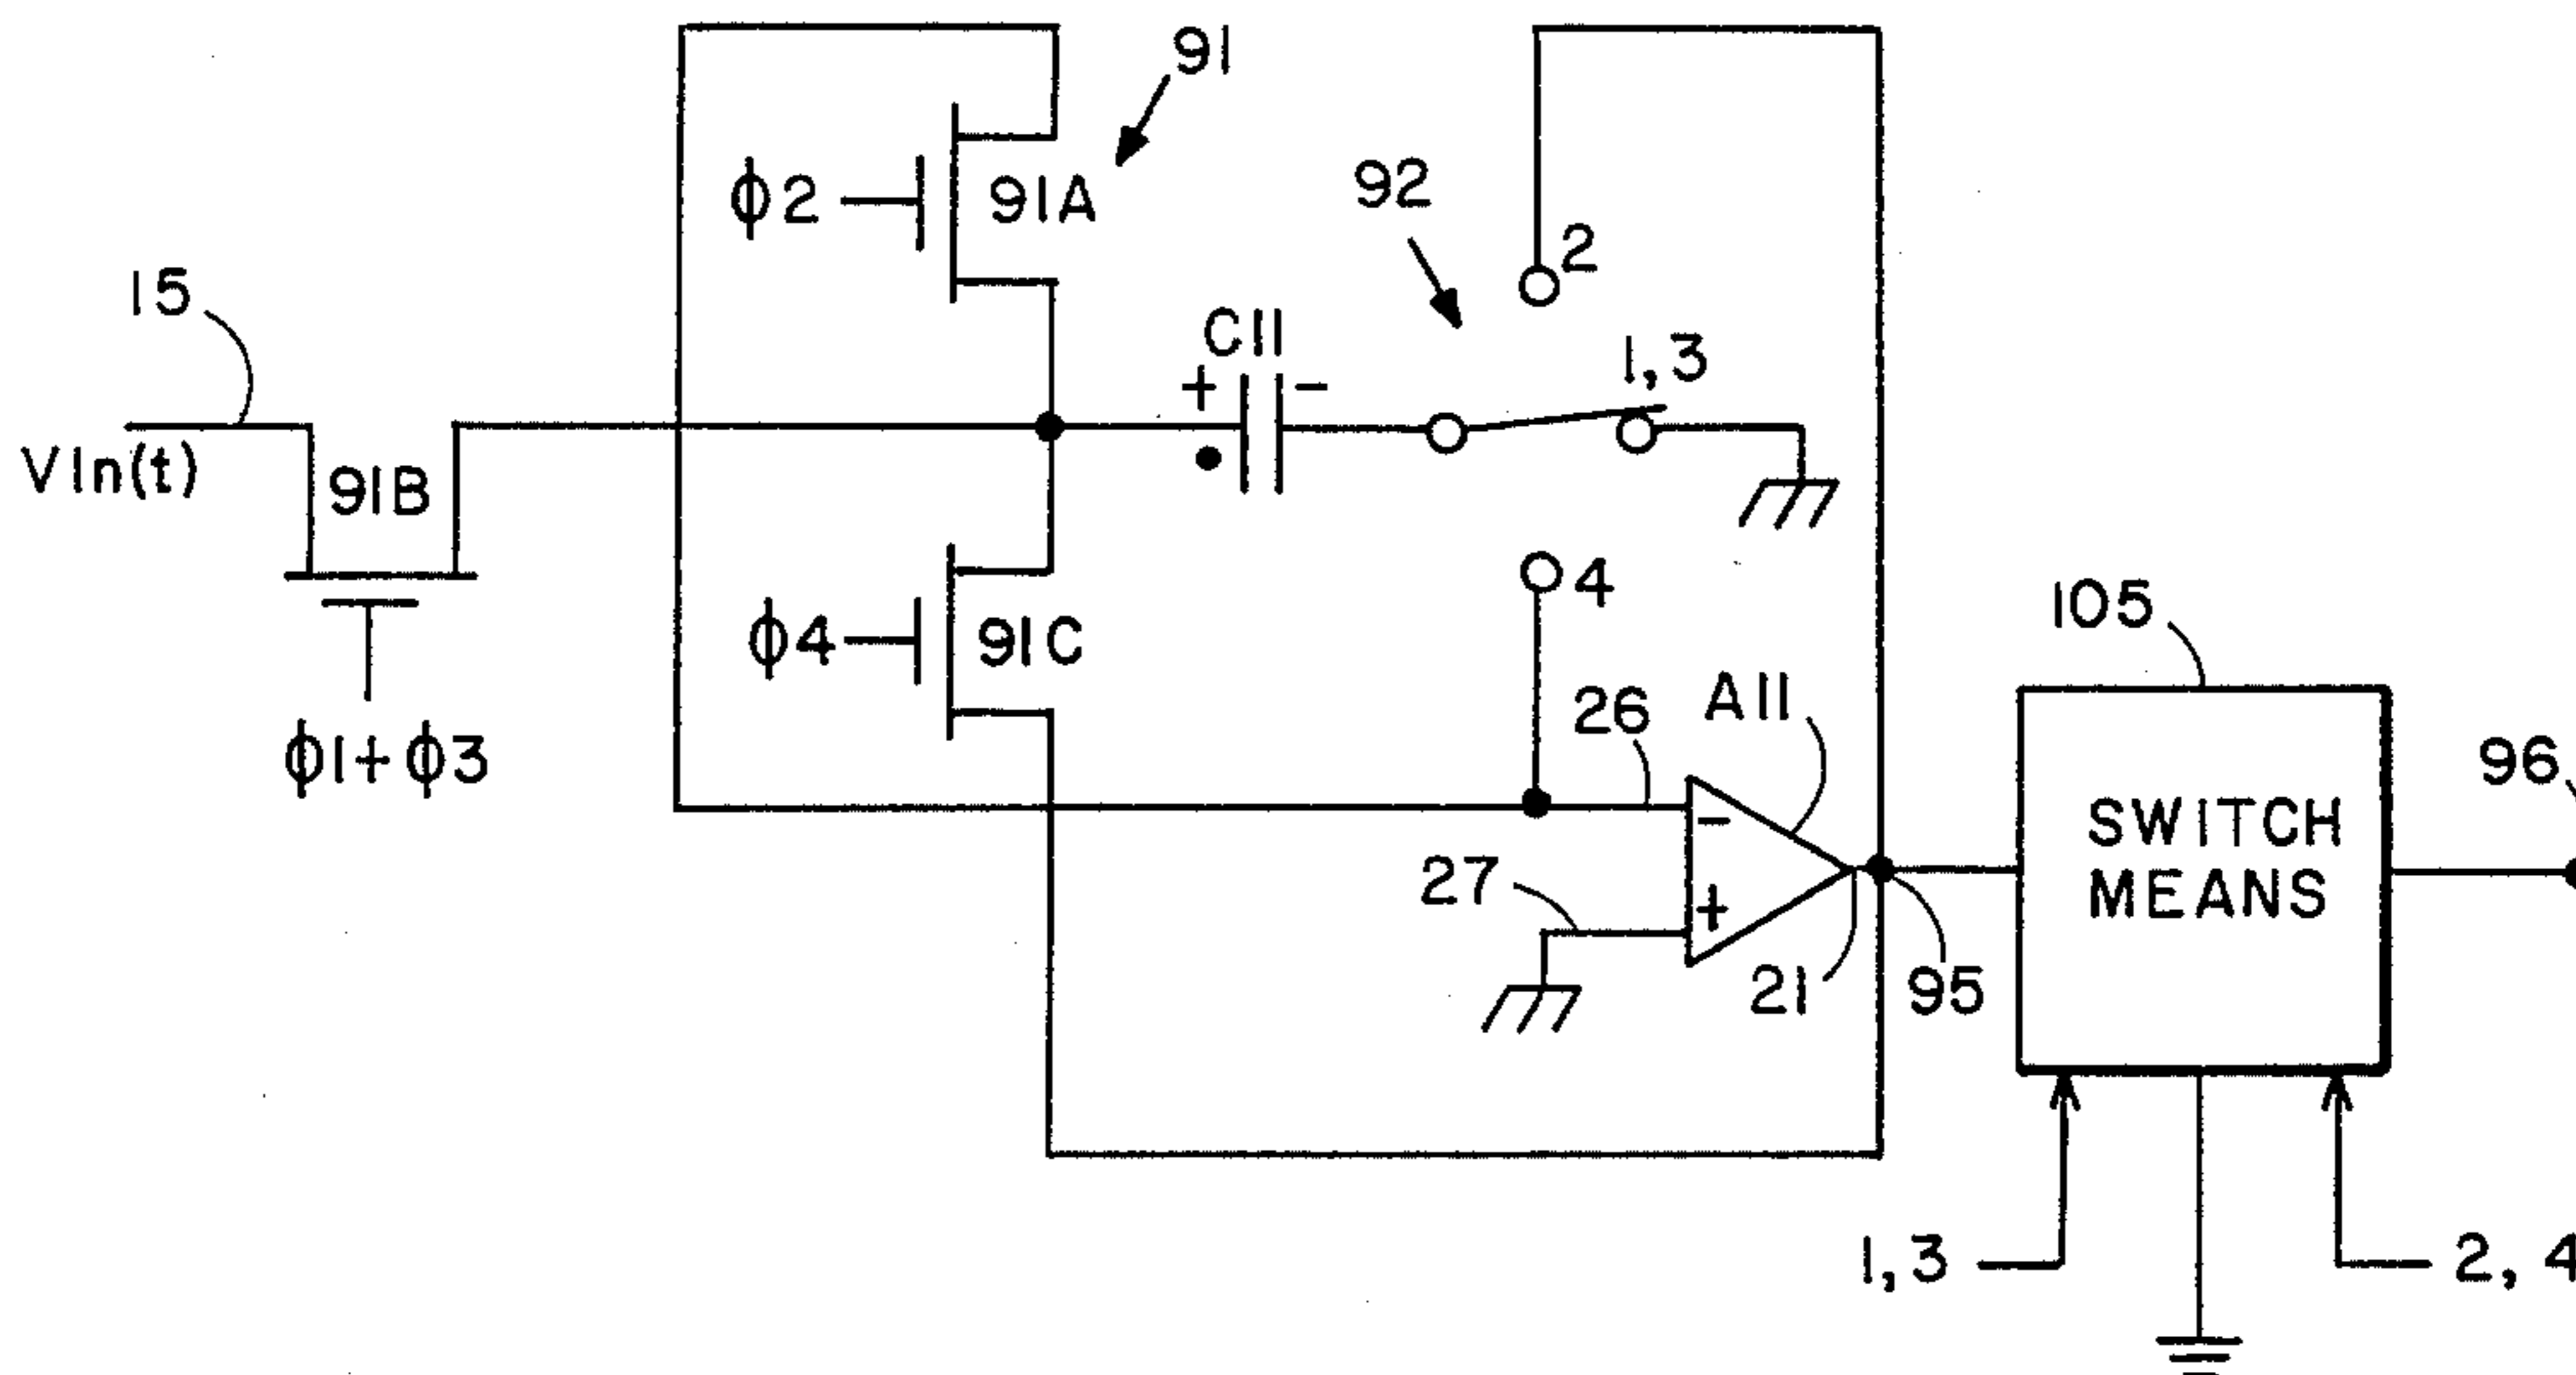 91
ϕ2
91A
92
2
15
C11
1,3
+
-
VIn(t)
91B
4
105
ϕ4
91C
26
A11
ϕ1+ϕ3
96
-
SWITCH
MEANS
27
+
21
95
1,3
2,4